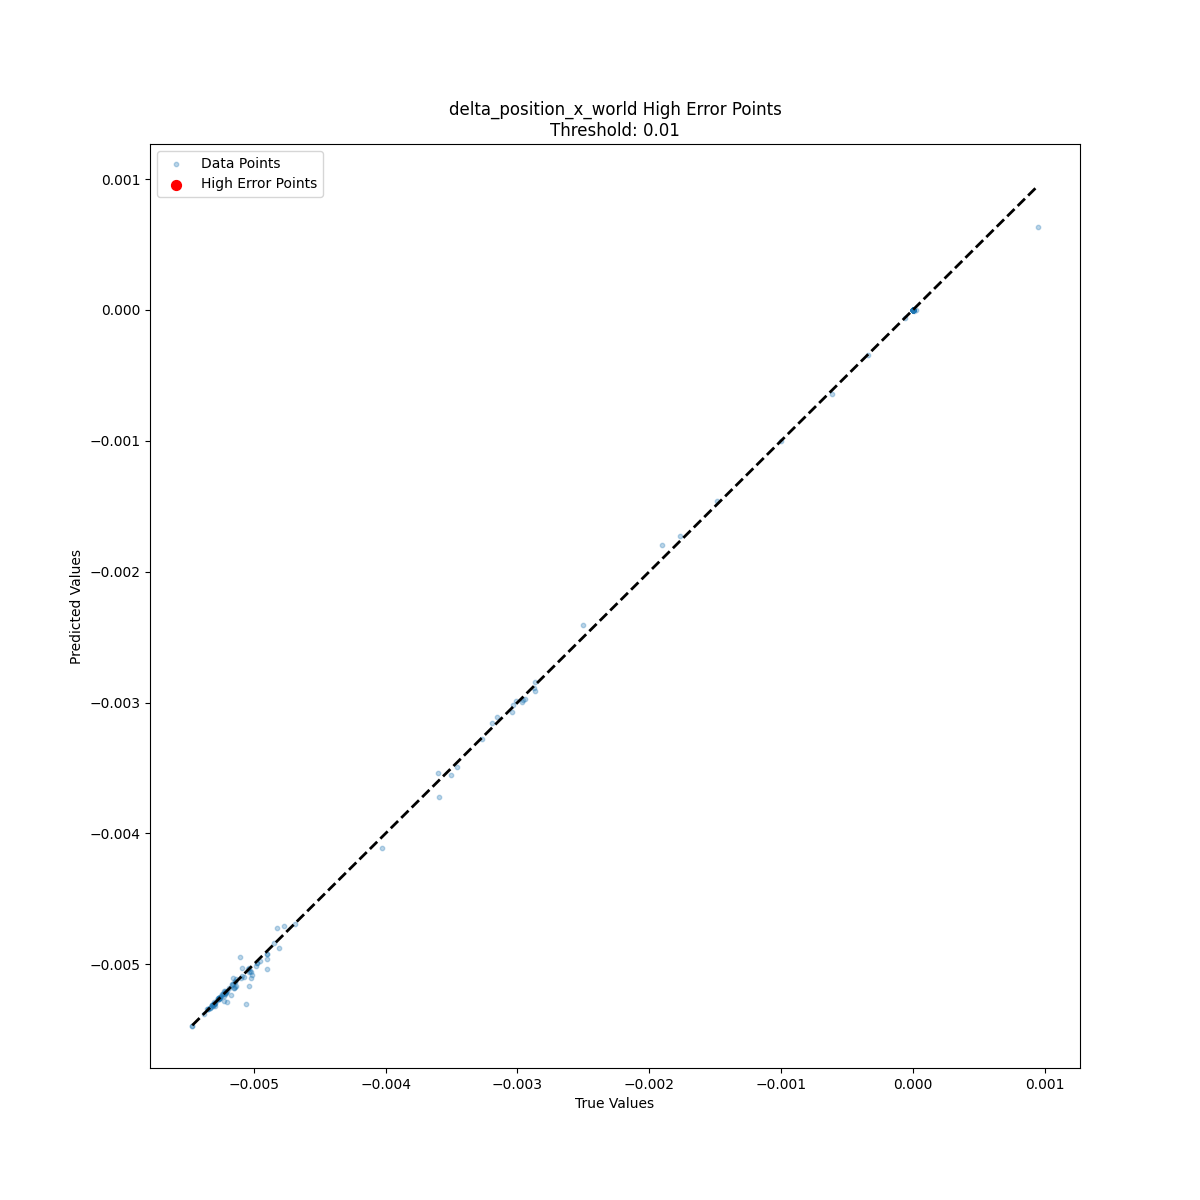 delta_position_x_world High Error Points
Threshold: 0.01
Data Points
High Error Points
0.001
0.000
−0.001
−0.002
−0.003
−0.004
−0.005
Predicted Values
−0.005 −0.004 −0.003 −0.002 −0.001 0.000 0.001
True Values